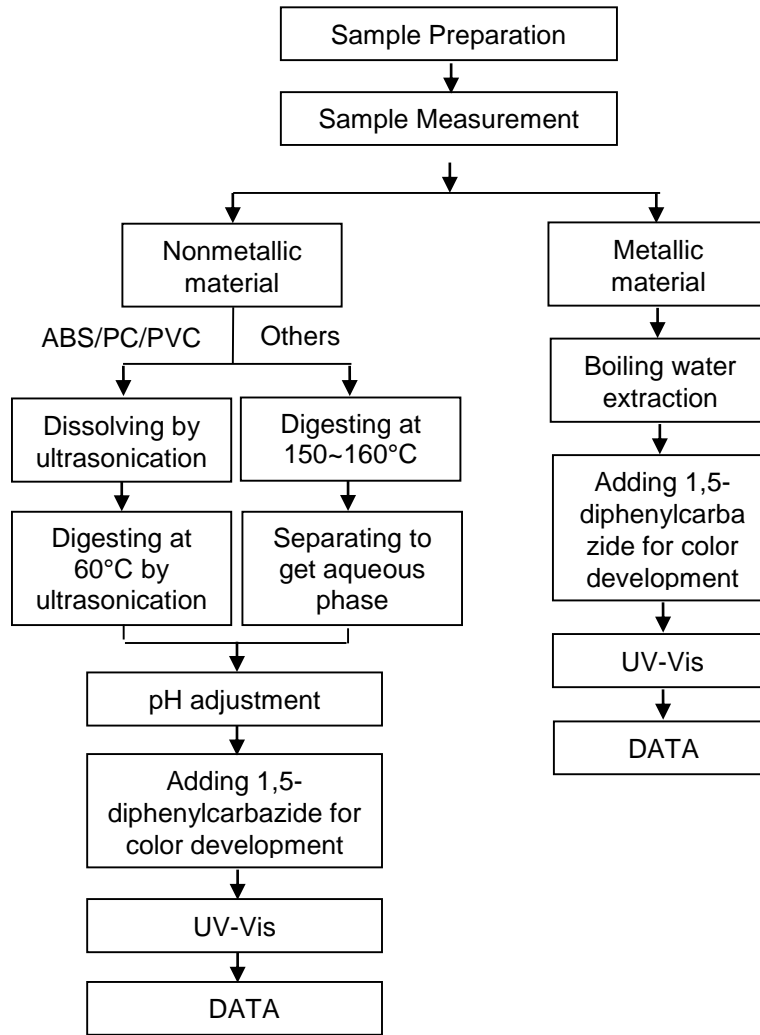 Sample Preparation
Sample Measurement
Nonmetallic
material
Metallic
material
ABS/PC/PVC
Others
Boiling water
extraction
Dissolving by
ultrasonication
Digesting at
150~160°C
Adding 1,5-
diphenylcarba
zide for color
development
Digesting at
60°C by
ultrasonication
Separating to
get aqueous
phase
UV-Vis
pH adjustment
DATA
Adding 1,5-
diphenylcarbazide for
color development
UV-Vis
DATA